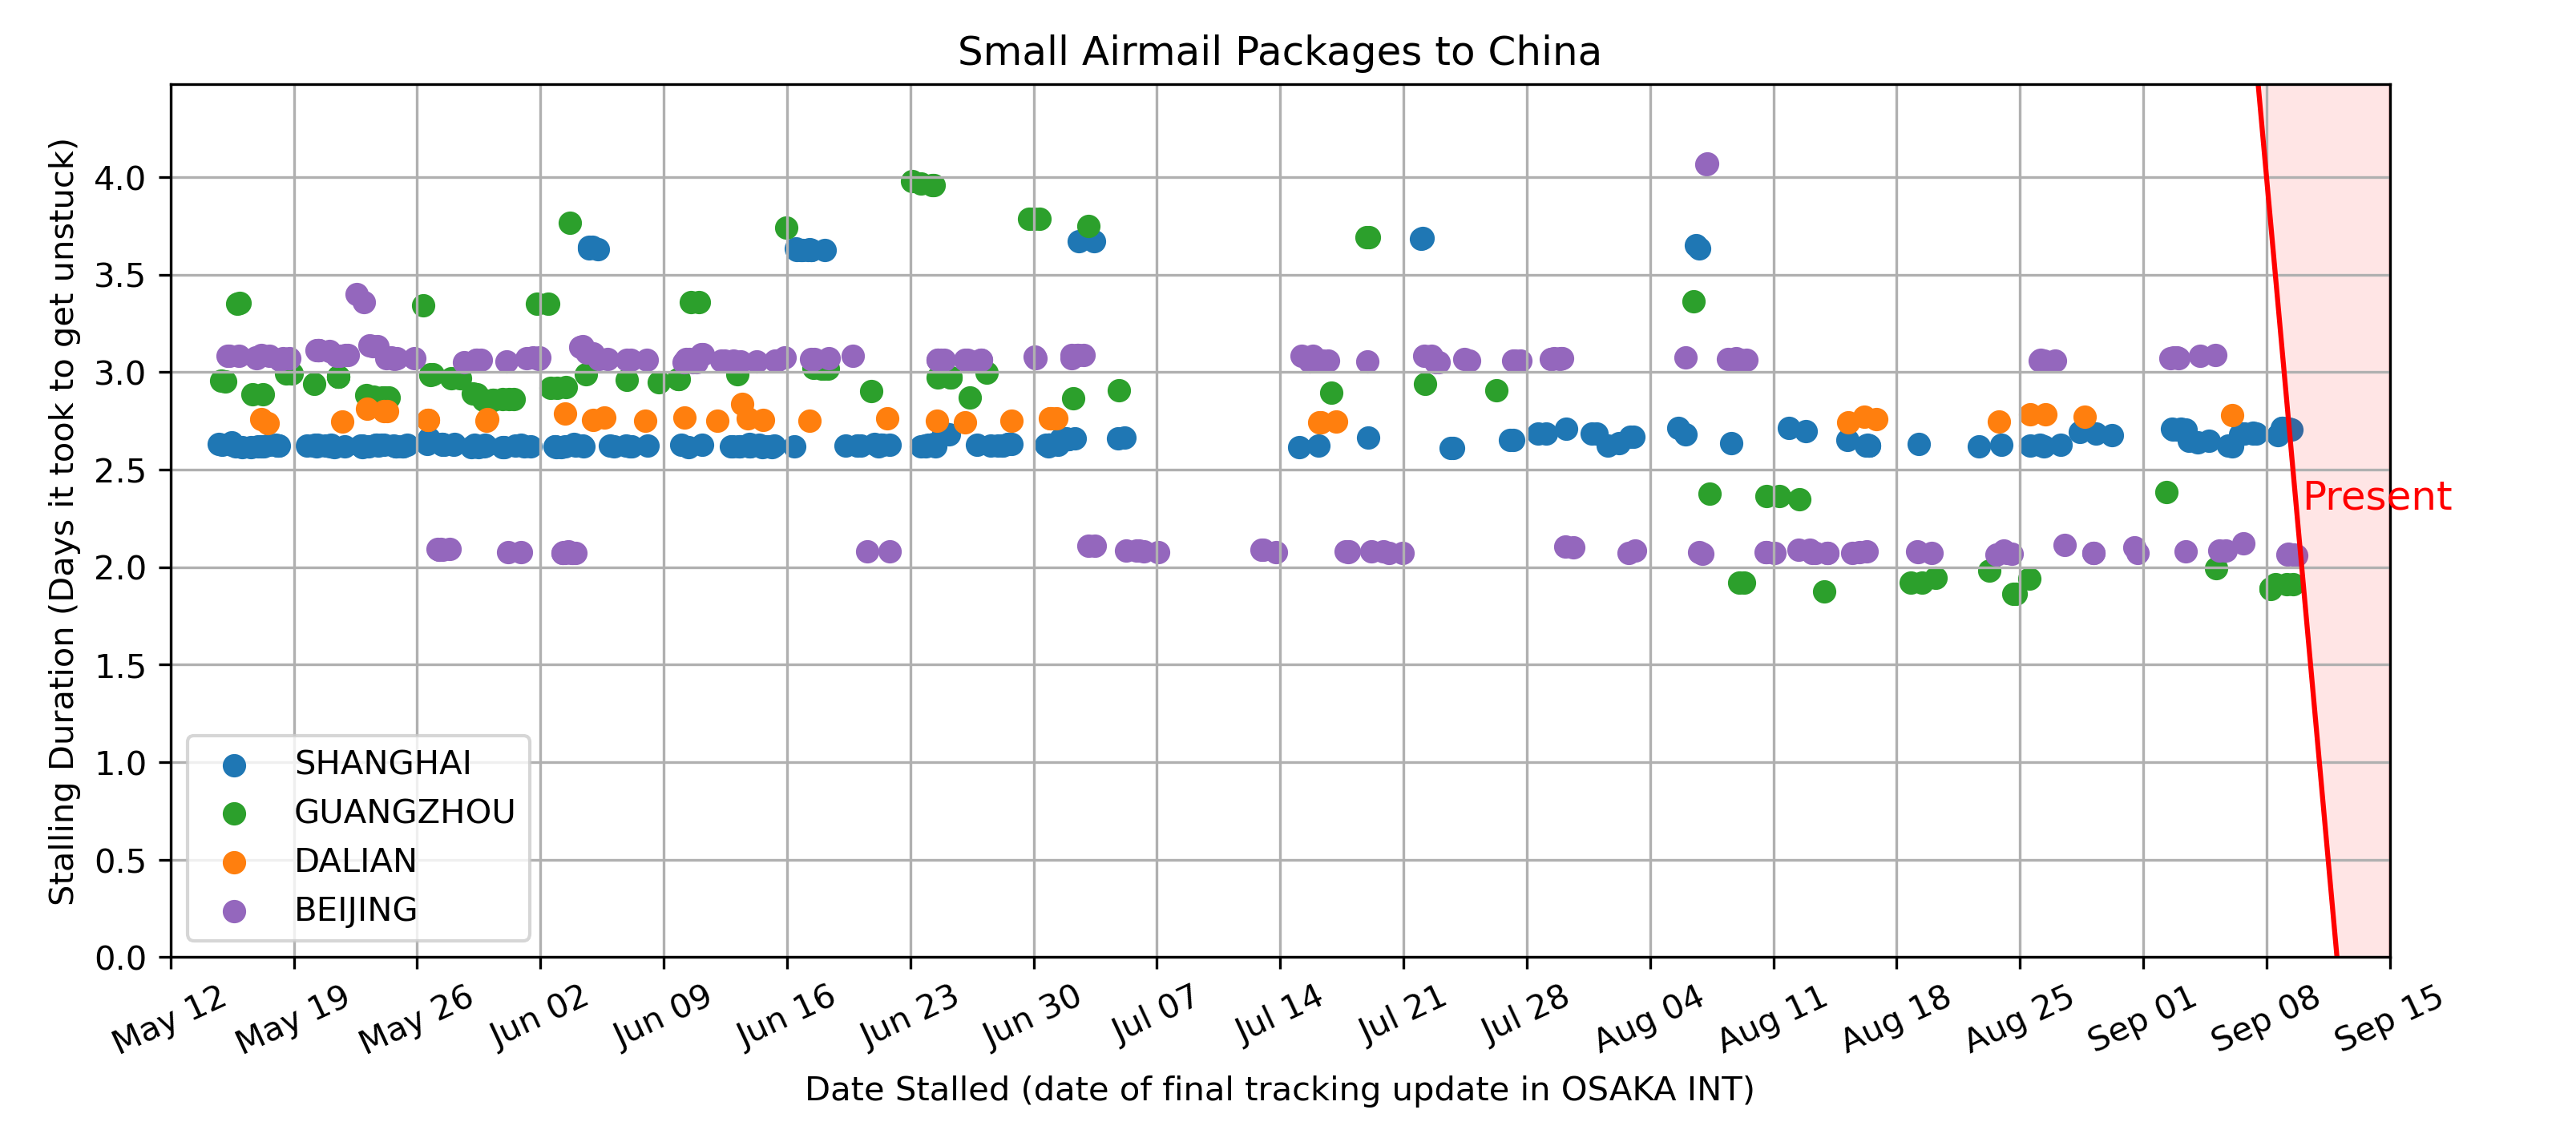 Small Airmail Packages to China
Stalling Duration (Days it took to get unstuck)
4.0
3.5
3.0
2.5
2.0
1.5
1.0
0.5
0.0
Present
SHANGHAI
GUANGZHOU
DALIAN
BEIJING
May 12
May 19
May 26
Jun 02
Jun 09
Jun 16
Jun 23
Jun 30
Jul 07
Jul 14
Jul 21
Jul 28
Aug 04
Aug 11
Aug 18
Aug 25
Sep 01
Sep 08
Sep 15
Date Stalled (date of final tracking update in OSAKA INT)